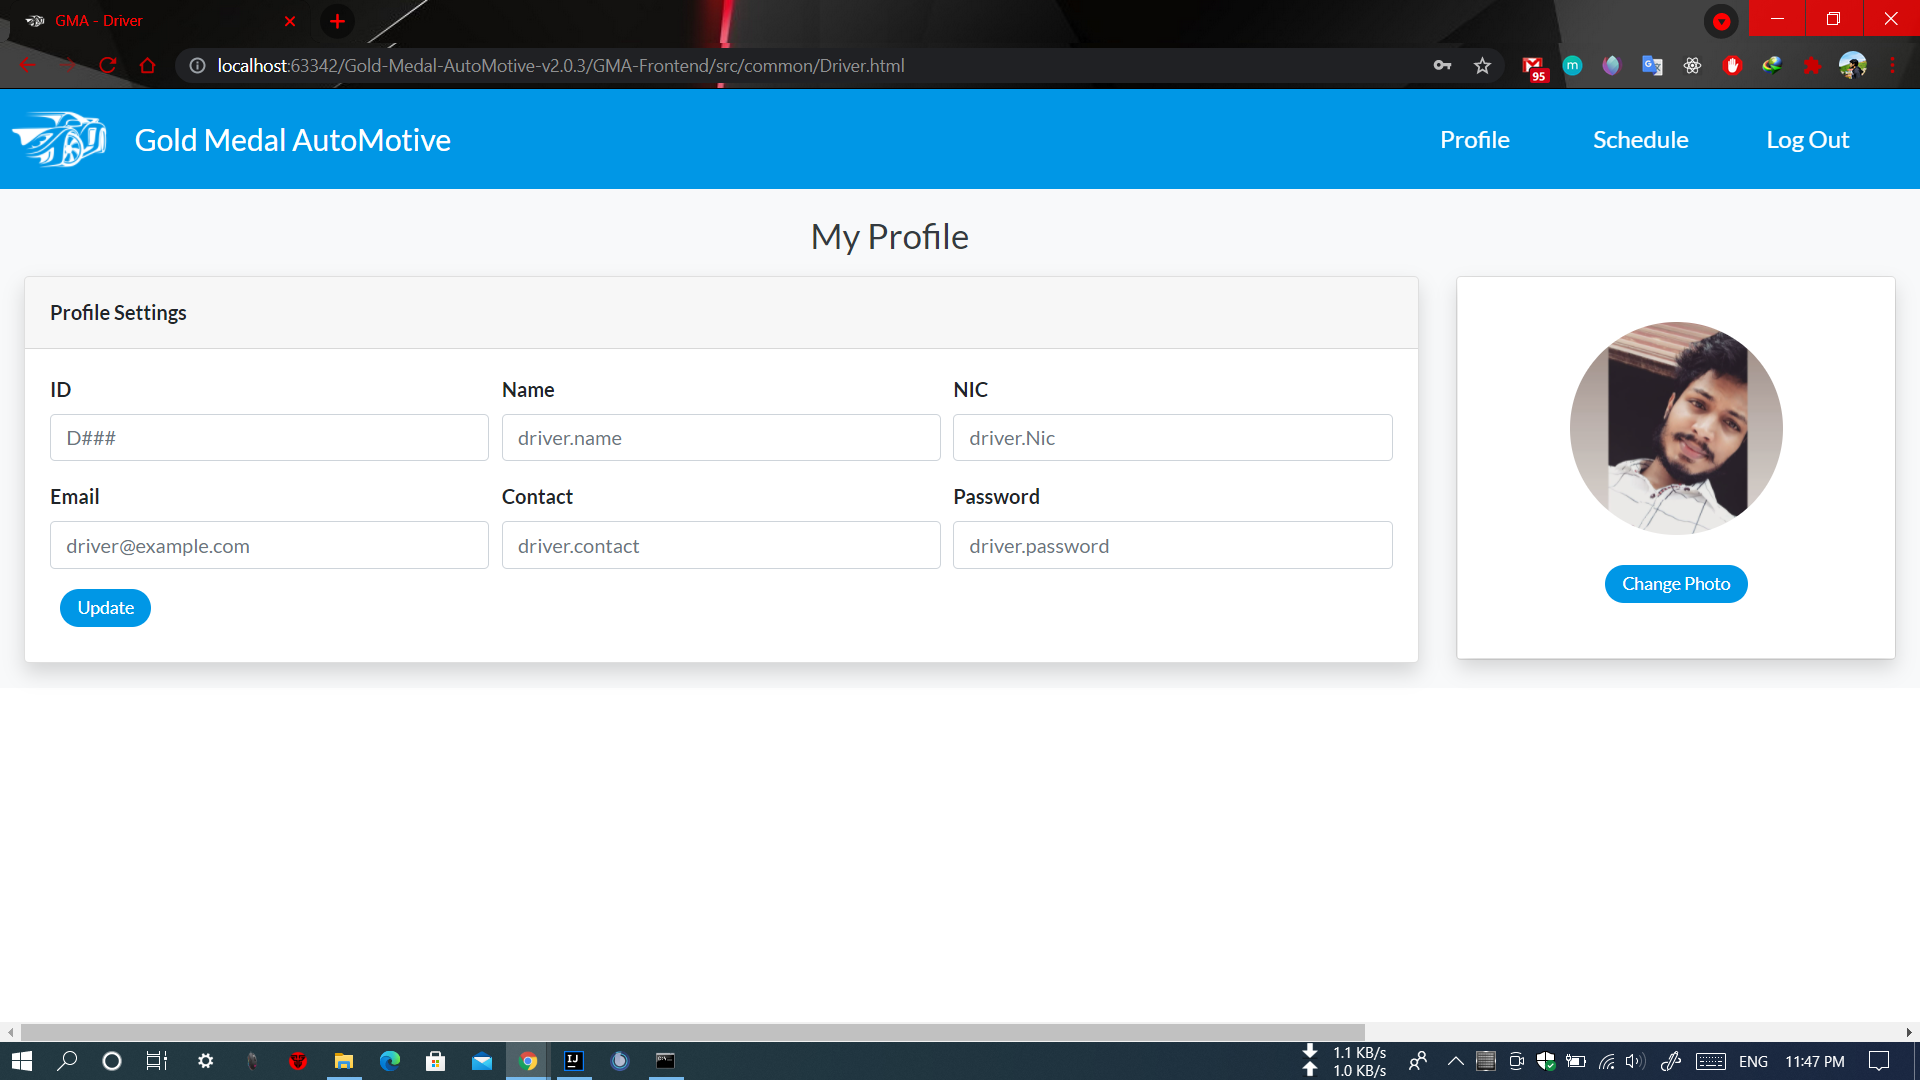 GMA - Driver
localhost:63342/Gold-Medal-AutoMotive-v2.0.3/GMA-Frontend/src/common/Driver.html
95
m
Gold Medal AutoMotive
Profile
Schedule
Log Out
My Profile
Profile Settings
ID
Name
NIC
D###
driver.name
driver.Nic
Email
Contact
Password
driver@example.com
driver.contact
driver.password
Update
Change Photo
IJ
1.1 KB/s
1.0 KB/s
ENG
11:47 PM